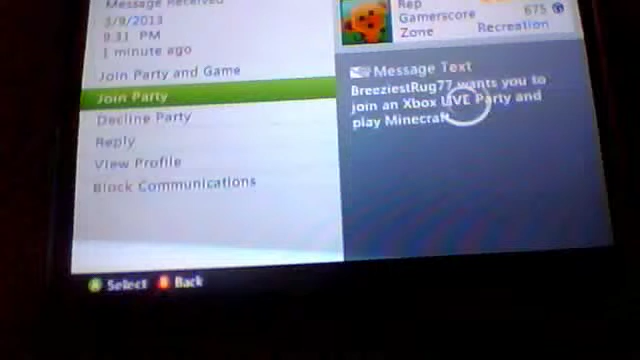 Message Received
3/9/2013
9:31 PM
1 minute ago
Join Party and Game
Join Party
Decline Party
Reply
View Profile
Block Communications
Rep
Gamerscore 675 G
Zone Recreation
Message Text
BreeziestRug77 wants you to
join an Xbox LIVE Party and
play Minecraft
A Select B Back